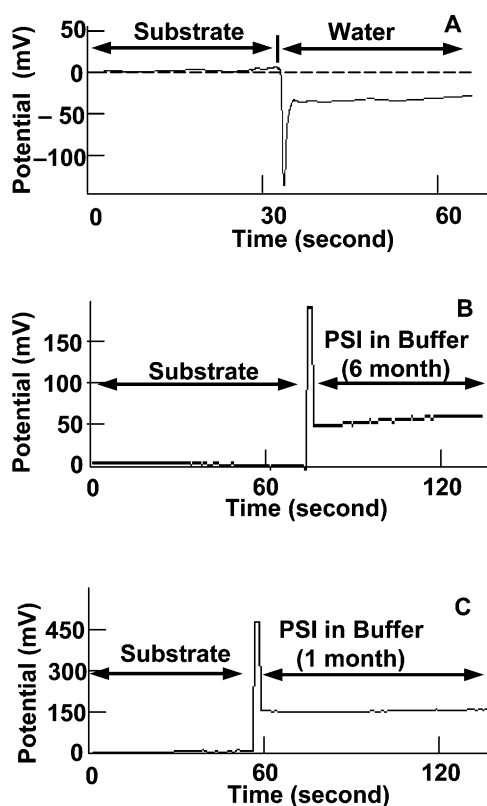 50
Substrate
Water
A
Potential (mV)
0
– 50
–100
0
30
60
Time (second)
B
PSI in Buffer
(6 month)
Substrate
Potential (mV)
150
100
50
0
0
60
120
Time (second)
C
PSI in Buffer
(1 month)
Substrate
Potential (mV)
450
300
150
0
0
60
120
Time (second)